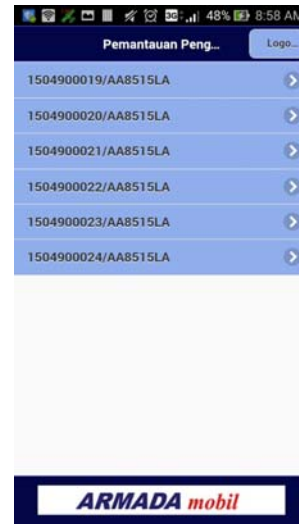 3G 48% 8:58 AM
Pemantauan Peng... Logo...
1504900019/AA8515LA
1504900020/AA8515LA
1504900021/AA8515LA
1504900022/AA8515LA
1504900023/AA8515LA
1504900024/AA8515LA
ARMADA mobil